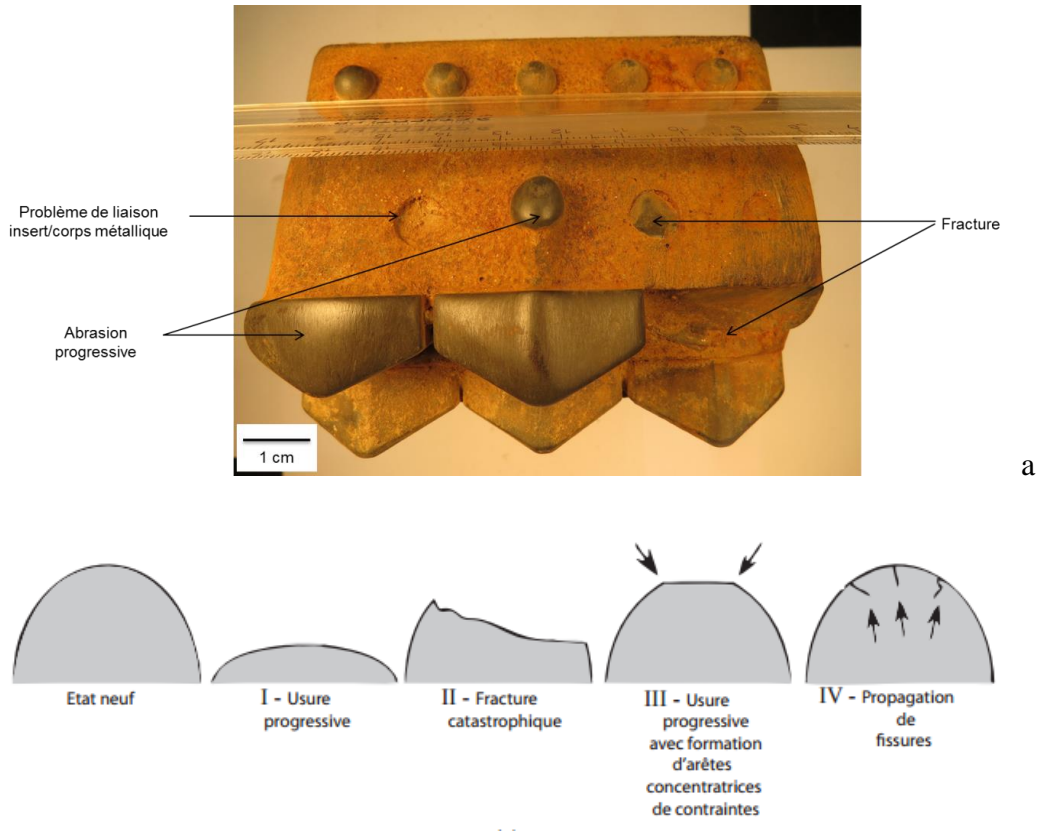 Problème de liaison
insert/corps métallique
Fracture
Abrasion
progressive
1 cm
a
Etat neuf
I - Usure
progressive
II - Fracture
catastrophique
III - Usure
progressive
avec formation
d'arêtes
concentratrices
de contraintes
IV - Propagation
de
fissures